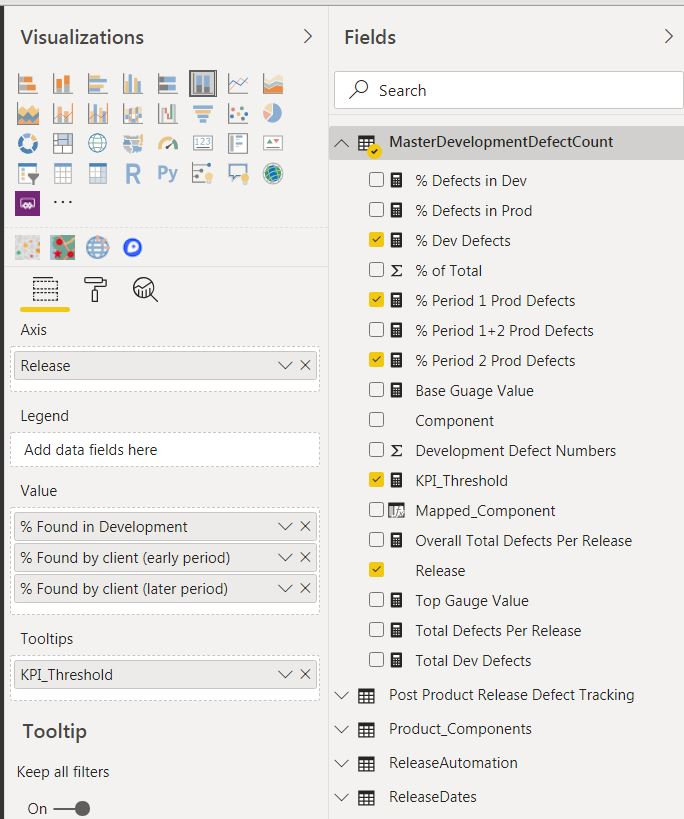 Visualizations
R
Py
123
...
Axis
Release
Legend
Add data fields here
Value
% Found in Development
% Found by client (early period)
% Found by client (later period)
Tooltips
KPI_Threshold
Tooltip
Keep all filters
On
Fields
Search
MasterDevelopmentDefectCount
% Defects in Dev
% Defects in Prod
% Dev Defects
Σ % of Total
% Period 1 Prod Defects
% Period 1+2 Prod Defects
% Period 2 Prod Defects
Base Guage Value
Component
Σ Development Defect Numbers
KPI_Threshold
Mapped_Component
Overall Total Defects Per Release
Release
Top Gauge Value
Total Defects Per Release
Total Dev Defects
Post Product Release Defect Tracking
Product_Components
ReleaseAutomation
ReleaseDates